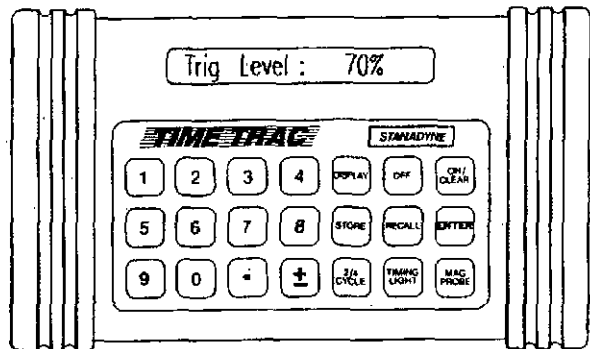 Trig Level : 70%
TIME TRAC STANADYNE
1 2 3 4 DISPLAY OFF ON/CLEAR
5 6 7 8 STORE RECALL ENTER
9 0 . ± 2/4 CYCLE TIMING LIGHT MAG PROBE